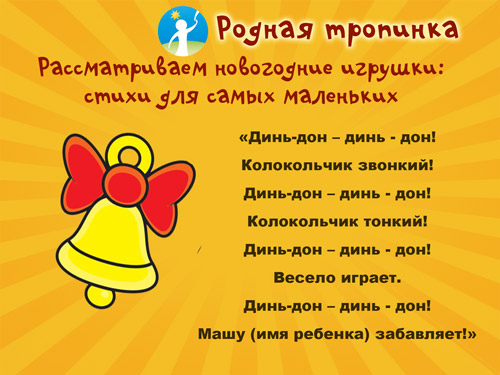 Родная тропинка
Рассматриваем новогодние игрушки:
стихи для самых маленьких
«Динь-дон – динь - дон!
Колокольчик звонкий!
Динь-дон – динь - дон!
Колокольчик тонкий!
Динь-дон – динь - дон!
Весело играет.
Динь-дон – динь - дон!
Машу (имя ребенка) забавляет!»